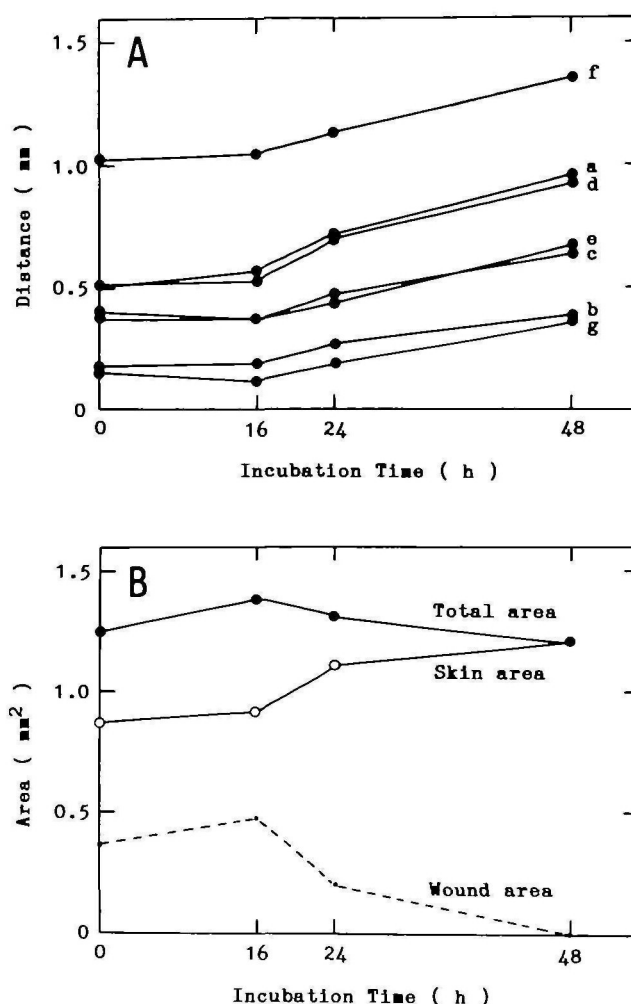 A
1.5
1.0
0.5
0
Distance ( mm )
f
a
d
e
c
b
g
0 16 24 48
Incubation Time ( h )
B
1.5
1.0
0.5
0
Area ( mm²)
Total area
Skin area
Wound area
0 16 24 48
Incubation Time ( h )